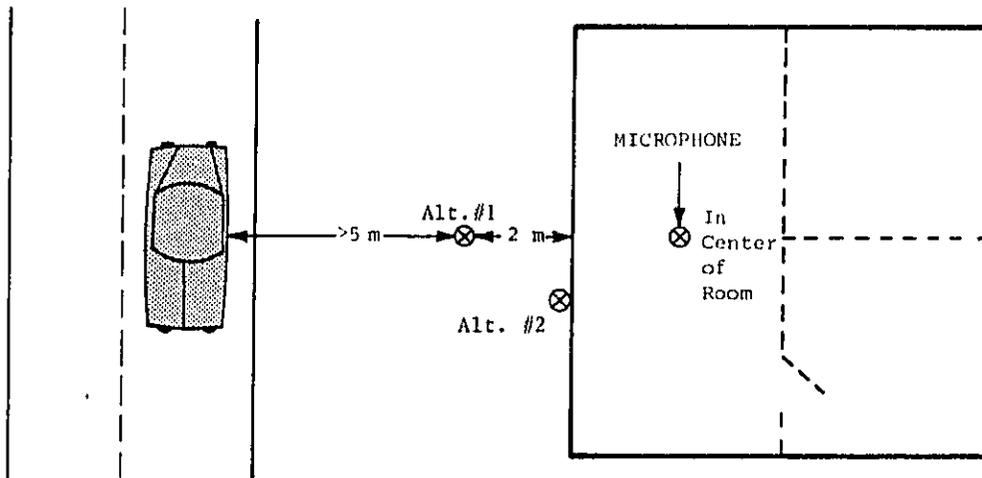 MICROPHONE
Alt.#1
>5 m
2 m
In
Center
of
Room
Alt. #2